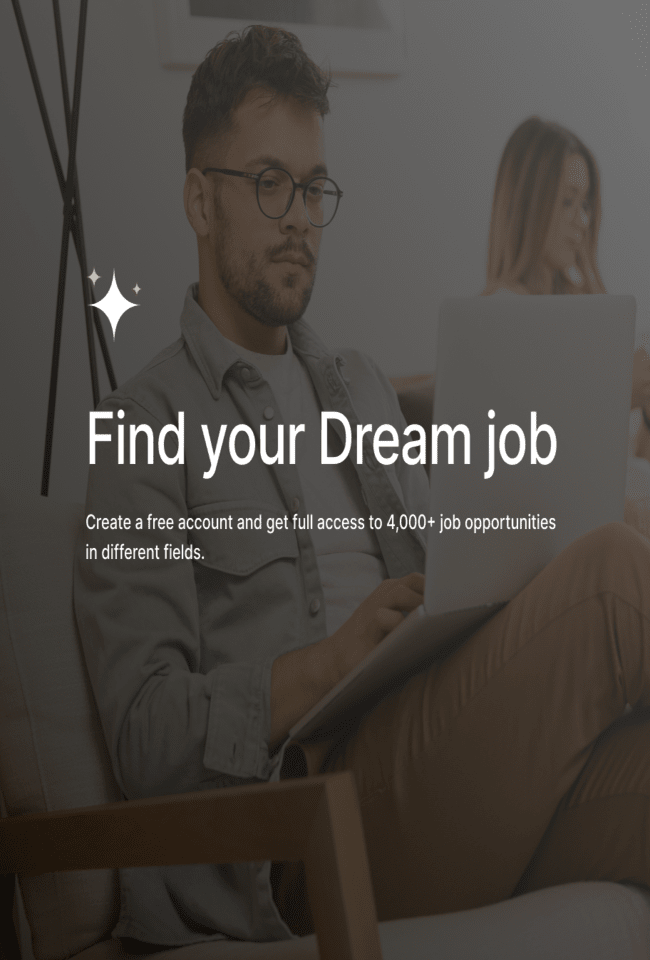 Find your Dream job
Create a free account and get full access to 4,000+ job opportunities
in different fields.